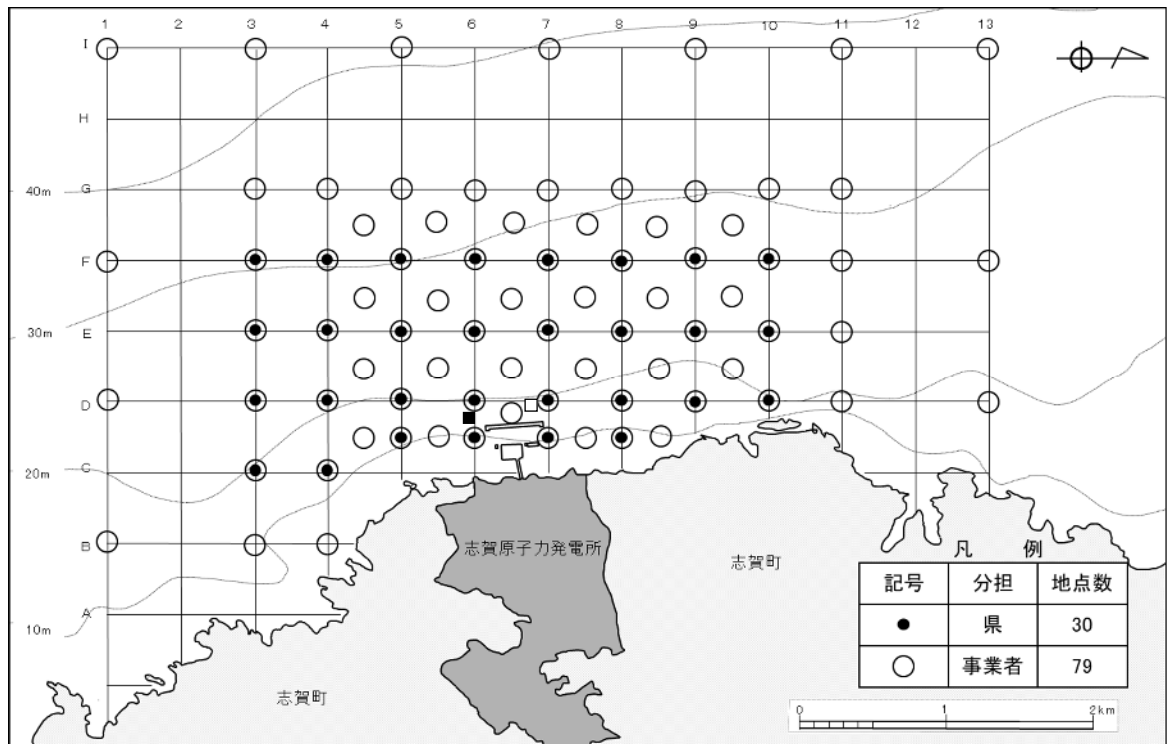 1 2 3 4 5 6 7 8 9 10 11 12 13
I
H
40m G
F
30m E
D
C
20m
B
志賀原子力発電所
志賀町
A
10m
志賀町
凡 例
記号 分担 地点数
● 県 30
○ 事業者 79
0 1 2km